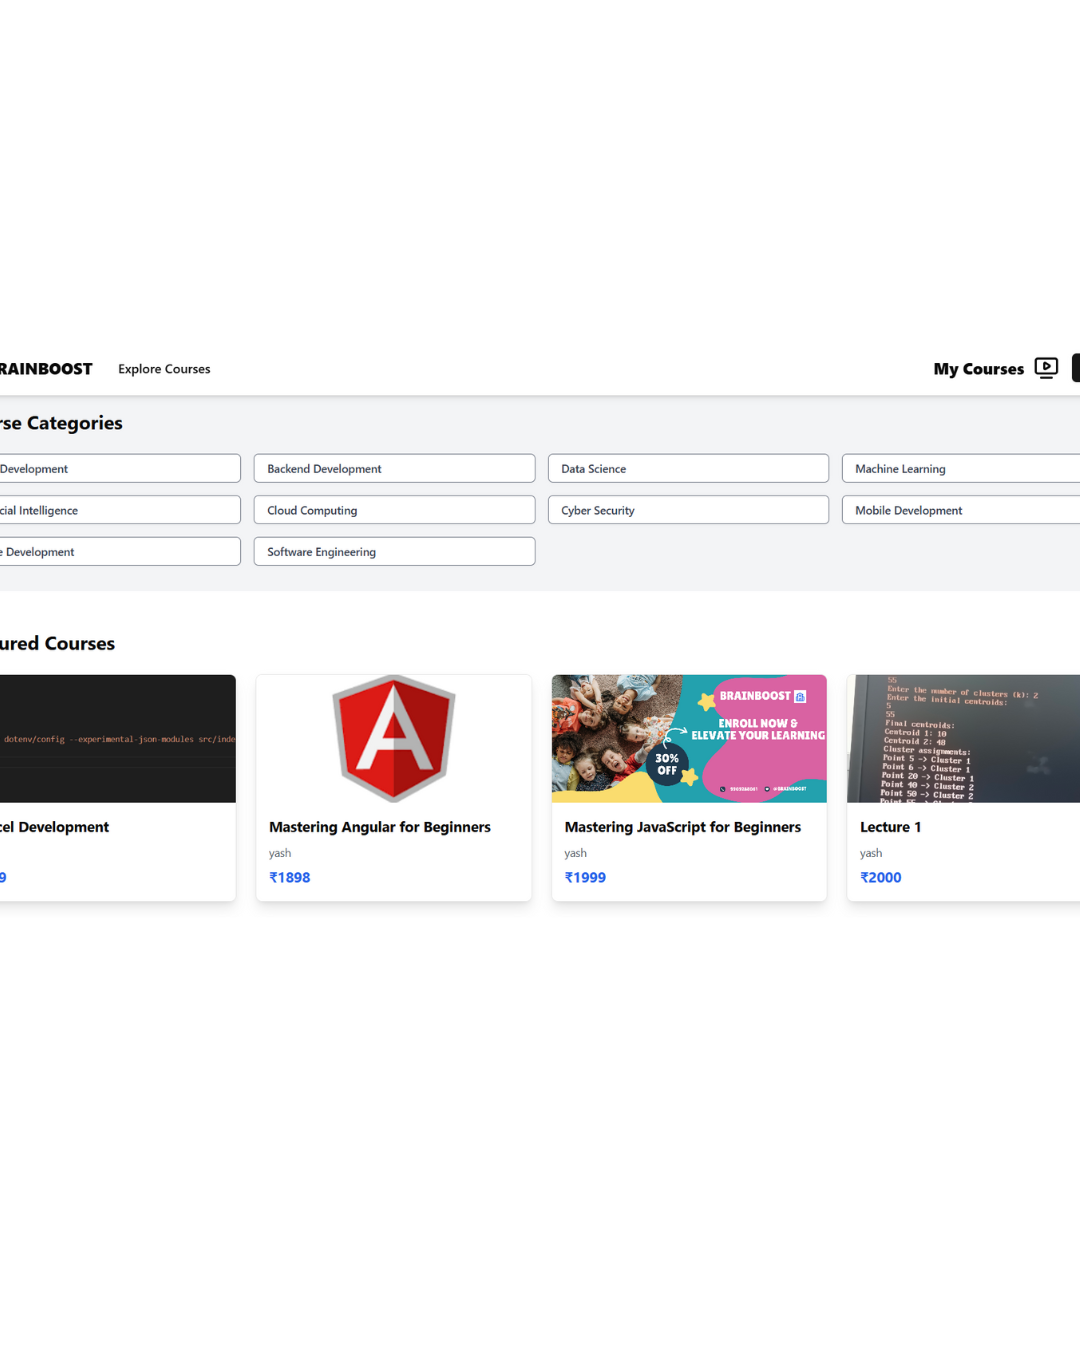 RAINBOOST Explore Courses My Courses
rse Categories
Development Backend Development Data Science Machine Learning
cial Intelligence Cloud Computing Cyber Security Mobile Development
e Development Software Engineering
ured Courses
dotenv/config --experimental-json-modules src/inde
BRAINBOOST
ENROLL NOW &
ELEVATE YOUR LEARNING
30%
OFF
@BRAINBOOST
55
Enter the number of clusters (k): 2
Enter the initial centroids:
5
55
Final centroids:
Centroid 1: 10
Centroid 2: 48
Cluster assignments:
Point 5 -> Cluster 1
Point 6 -> Cluster 1
Point 20 -> Cluster 1
Point 40 -> Cluster 2
Point 50 -> Cluster 2
cel Development Mastering Angular for Beginners Mastering JavaScript for Beginners Lecture 1
yash yash yash
9 ₹1898 ₹1999 ₹2000